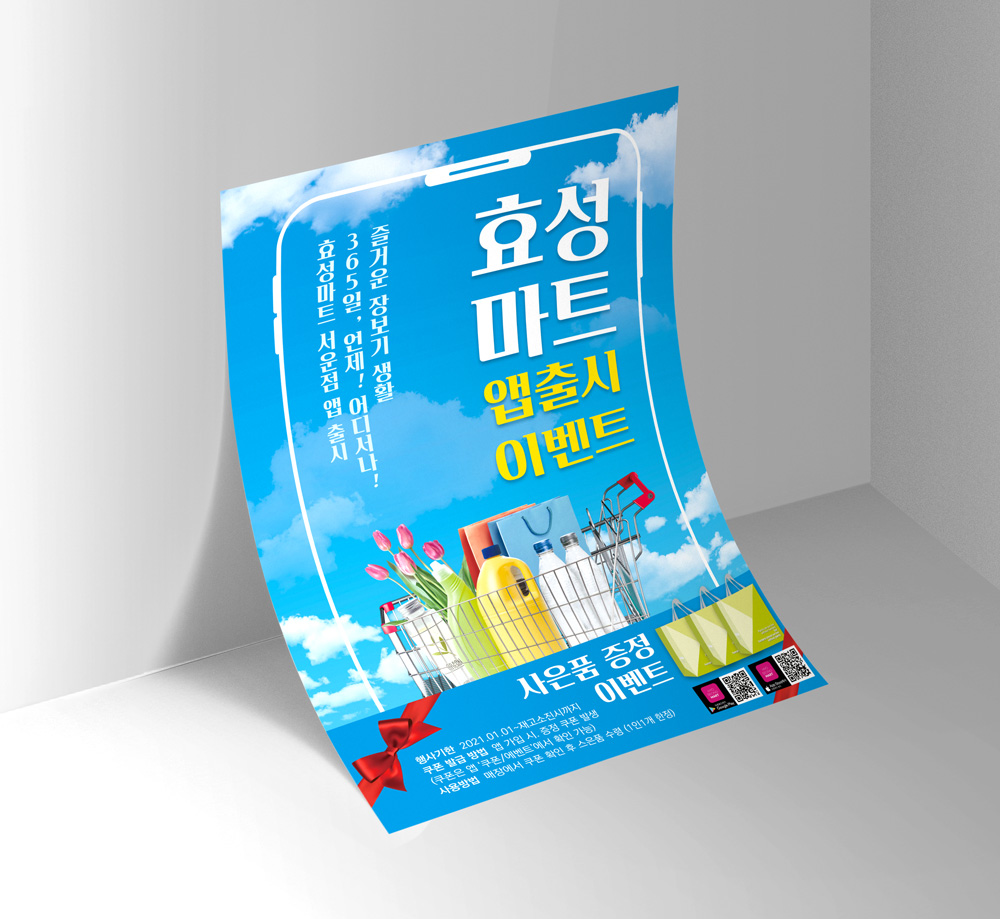 효성
마트
앱출시
이벤트
즐거운 장보기 생활
365일, 언제! 어디서나!
효성마트 서운점 앱 출시
사은품 증정
이벤트
행사기한 2021.01.01~재고소진시까지
쿠폰 발급 방법 앱 가입 시, 증정 쿠폰 발생
(쿠폰은 앱 '쿠폰/에벤트'에서 확인 가능)
사용방법 매장에서 쿠폰 확인 후 스은품 수령 (1인1개 한정)
Google Play